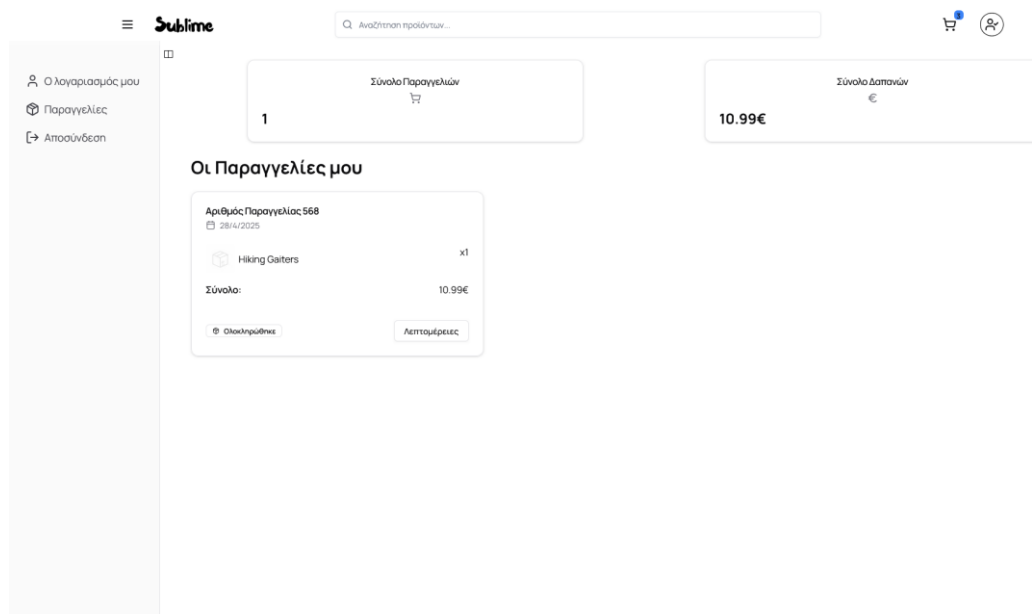 Sublime
Αναζήτηση προϊόντων...
Ο λογαριασμός μου
Παραγγελίες
Αποσύνδεση
Σύνολο Παραγγελιών
1
Σύνολο Δαπανών
€
10.99€
Οι Παραγγελίες μου
Αριθμός Παραγγελίας 568
28/4/2025
Hiking Gaiters x1
Σύνολο: 10.99€
Ολοκληρώθηκε Λεπτομέρειες